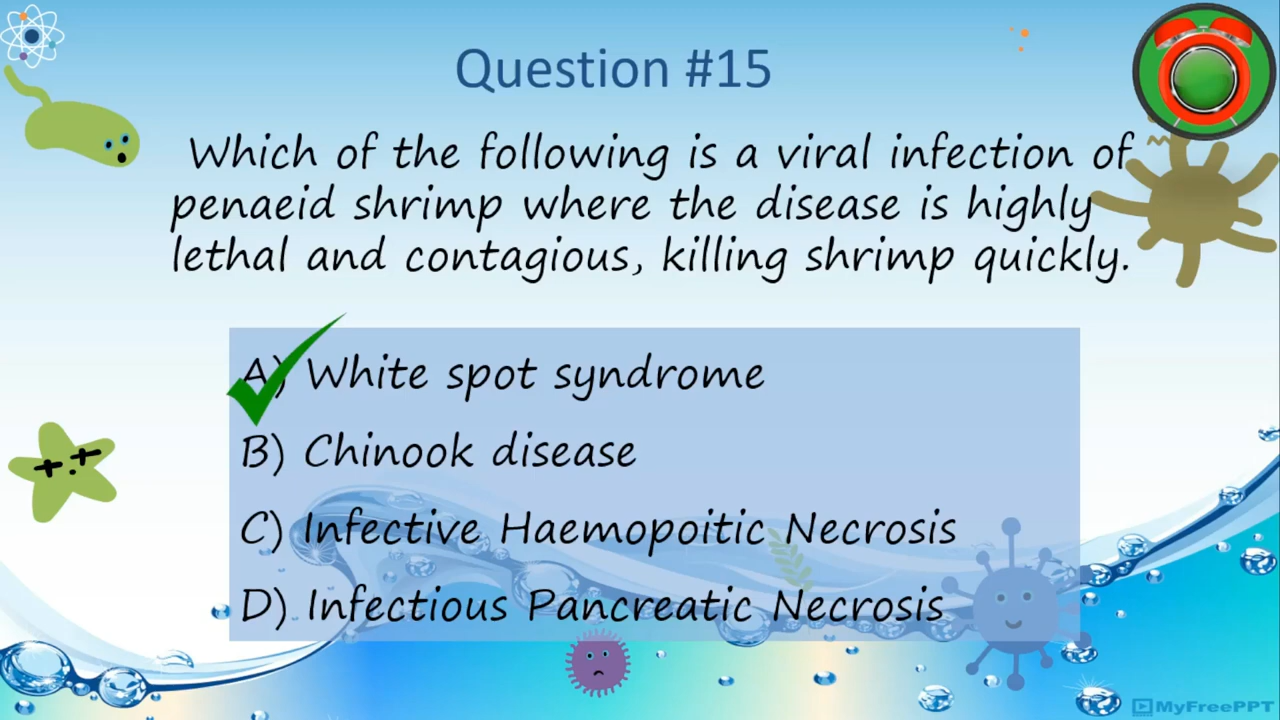 Question #15
Which of the following is a viral infection of
penaeid shrimp where the disease is highly
lethal and contagious, killing shrimp quickly.
A) White spot syndrome
B) Chinook disease
C) Infective Haemopoitic Necrosis
D) Infectious Pancreatic Necrosis
MyFreePPT